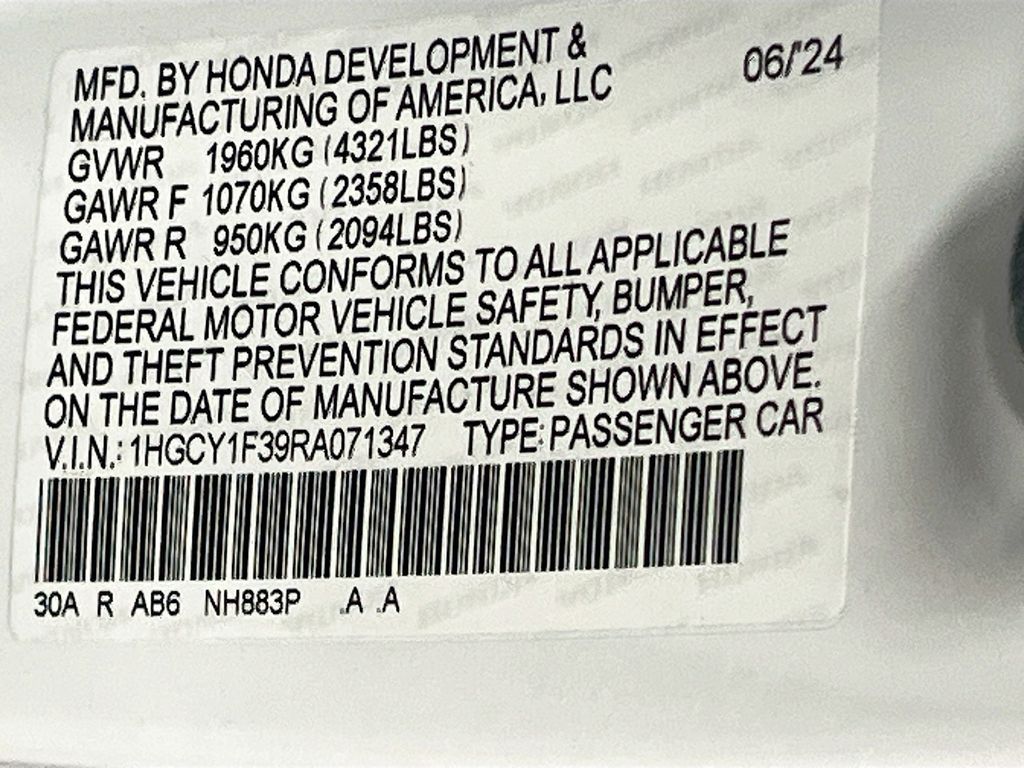 MFD. BY HONDA DEVELOPMENT & 06/'24
MANUFACTURING OF AMERICA, LLC
GVWR 1960KG (4321LBS)
GAWR F 1070KG (2358LBS)
GAWR R 950KG (2094LBS)
THIS VEHICLE CONFORMS TO ALL APPLICABLE
FEDERAL MOTOR VEHICLE SAFETY, BUMPER,
AND THEFT PREVENTION STANDARDS IN EFFECT
ON THE DATE OF MANUFACTURE SHOWN ABOVE.
V.I.N.: 1HGCY1F39RA071347 TYPE: PASSENGER CAR
30A R AB6 NH883P .A .A